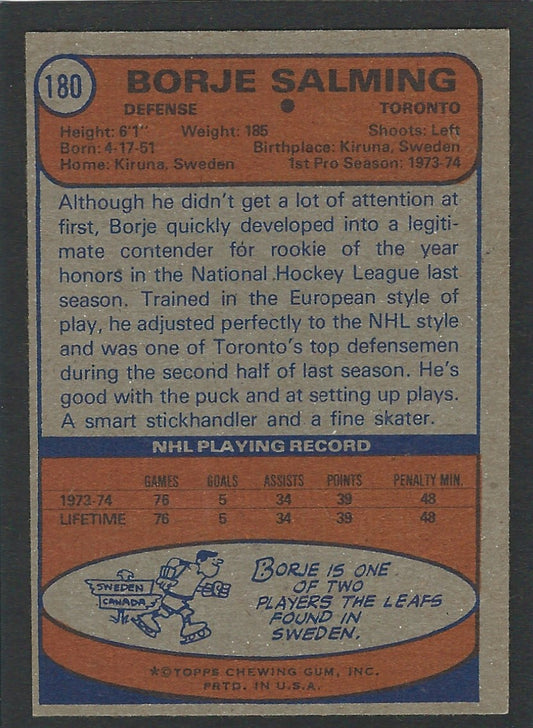 180
BORJE SALMING
DEFENSE ● TORONTO
Height: 6'1" Weight: 185 Shoots: Left
Born: 4-17-51 Birthplace: Kiruna, Sweden
Home: Kiruna, Sweden 1st Pro Season: 1973-74
Although he didn't get a lot of attention at
first, Borje quickly developed into a legiti-
mate contender for rookie of the year
honors in the National Hockey League last
season. Trained in the European style of
play, he adjusted perfectly to the NHL style
and was one of Toronto's top defensemen
during the second half of last season. He's
good with the puck and at setting up plays.
A smart stickhandler and a fine skater.
NHL PLAYING RECORD
GAMES GOALS ASSISTS POINTS PENALTY MIN.
1973-74 76 5 34 39 48
LIFETIME 76 5 34 39 48
SWEDEN
CANADA
BORJE IS ONE
OF TWO
PLAYERS THE LEAFS
FOUND IN
SWEDEN.
*©TOPPS CHEWING GUM, INC.
PRTD. IN U.S.A.